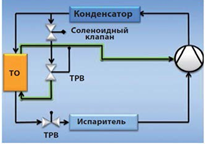 Конденсатор
Соленоидный
клапан
ТО
ТРВ
ТРВ
Испаритель